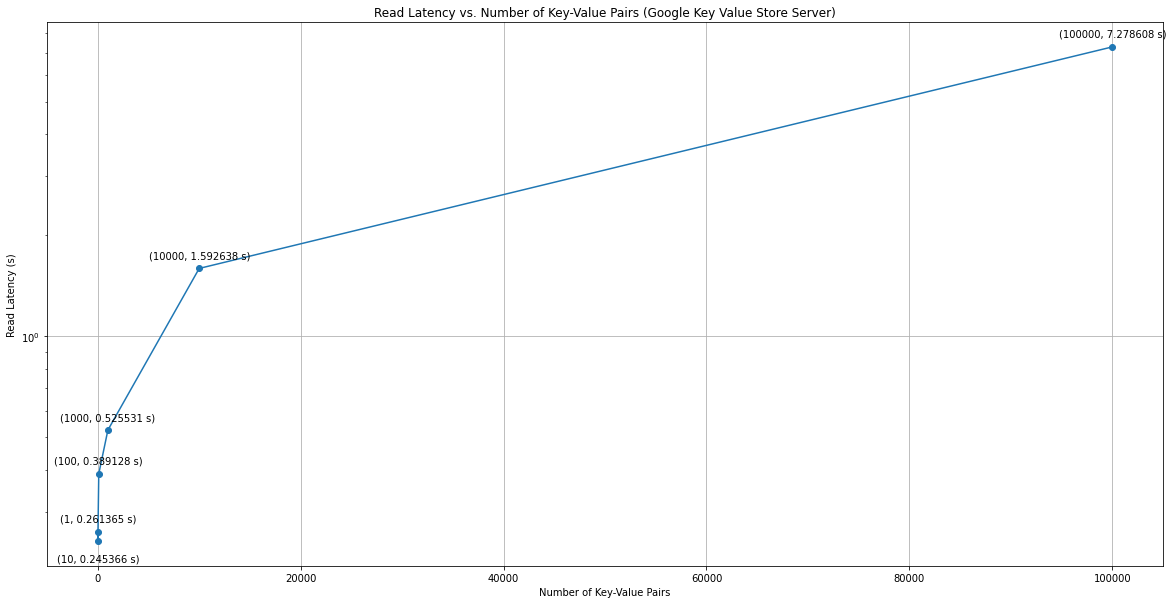 Read Latency vs. Number of Key-Value Pairs (Google Key Value Store Server)
(100000, 7.278608 s)
(10000, 1.592638 s)
Read Latency (s)
10⁰
(1000, 0.525531 s)
(100, 0.389128 s)
(1, 0.261365 s)
(10, 0.245366 s)
0 20000 40000 60000 80000 100000
Number of Key-Value Pairs